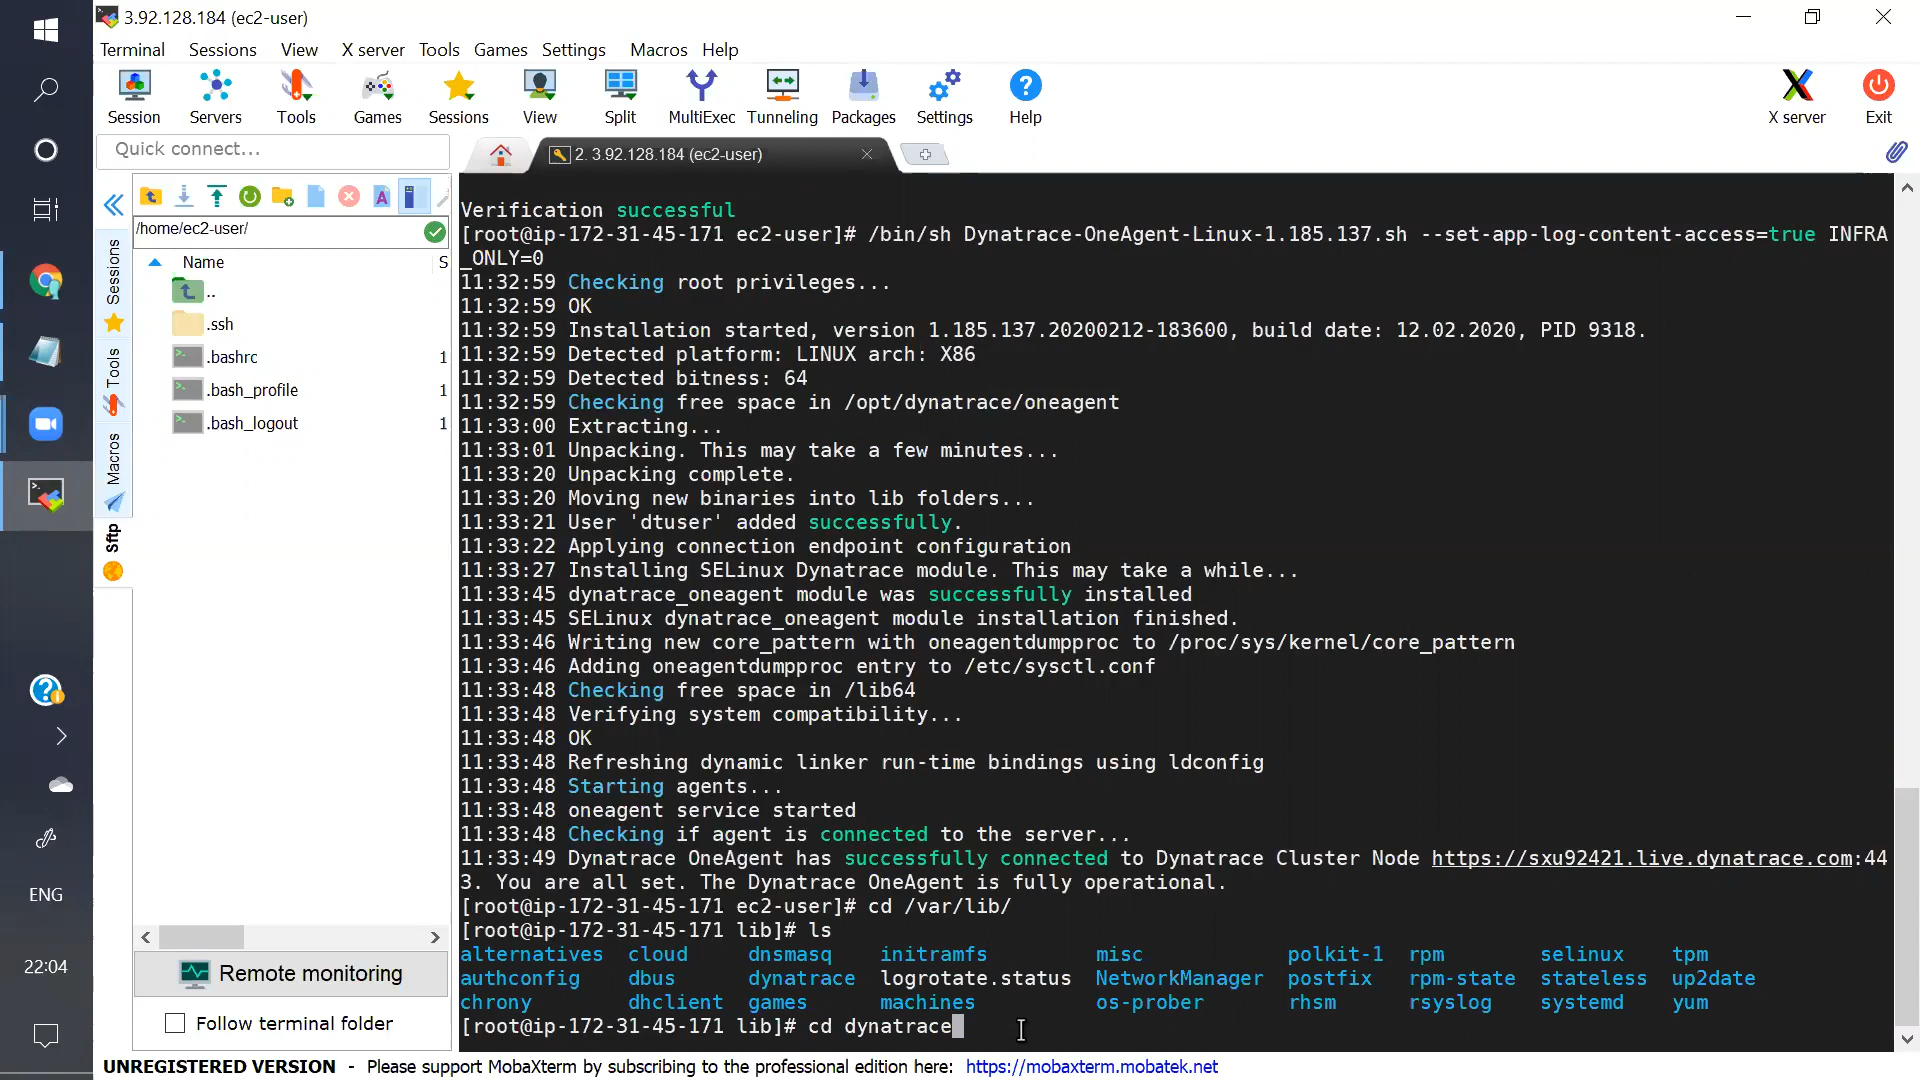 3.92.128.184 (ec2-user)
Terminal Sessions View X server Tools Games Settings Macros Help
Session Servers Tools Games Sessions View Split MultiExec Tunneling Packages Settings Help X server Exit
Quick connect...
2. 3.92.128.184 (ec2-user)
/home/ec2-user/
Name S
..
.ssh
.bashrc 1
.bash_profile 1
.bash_logout 1
Sessions
Tools
Macros
Sftp
Remote monitoring
Follow terminal folder
ENG
22:04
Verification successful
[root@ip-172-31-45-171 ec2-user]# /bin/sh Dynatrace-OneAgent-Linux-1.185.137.sh --set-app-log-content-access=true INFRA
_ONLY=0
11:32:59 Checking root privileges...
11:32:59 OK
11:32:59 Installation started, version 1.185.137.20200212-183600, build date: 12.02.2020, PID 9318.
11:32:59 Detected platform: LINUX arch: X86
11:32:59 Detected bitness: 64
11:32:59 Checking free space in /opt/dynatrace/oneagent
11:33:00 Extracting...
11:33:01 Unpacking. This may take a few minutes...
11:33:20 Unpacking complete.
11:33:20 Moving new binaries into lib folders...
11:33:21 User 'dtuser' added successfully.
11:33:22 Applying connection endpoint configuration
11:33:27 Installing SELinux Dynatrace module. This may take a while...
11:33:45 dynatrace_oneagent module was successfully installed
11:33:45 SELinux dynatrace_oneagent module installation finished.
11:33:46 Writing new core_pattern with oneagentdumpproc to /proc/sys/kernel/core_pattern
11:33:46 Adding oneagentdumpproc entry to /etc/sysctl.conf
11:33:48 Checking free space in /lib64
11:33:48 Verifying system compatibility...
11:33:48 OK
11:33:48 Refreshing dynamic linker run-time bindings using ldconfig
11:33:48 Starting agents...
11:33:48 oneagent service started
11:33:48 Checking if agent is connected to the server...
11:33:49 Dynatrace OneAgent has successfully connected to Dynatrace Cluster Node https://sxu92421.live.dynatrace.com:44
3. You are all set. The Dynatrace OneAgent is fully operational.
[root@ip-172-31-45-171 ec2-user]# cd /var/lib/
[root@ip-172-31-45-171 lib]# ls
alternatives cloud dnsmasq initramfs misc polkit-1 rpm selinux tpm
authconfig dbus dynatrace logrotate.status NetworkManager postfix rpm-state stateless up2date
chrony dhclient games machines os-prober rhsm rsyslog systemd yum
[root@ip-172-31-45-171 lib]# cd dynatrace
UNREGISTERED VERSION - Please support MobaXterm by subscribing to the professional edition here: https://mobaxterm.mobatek.net